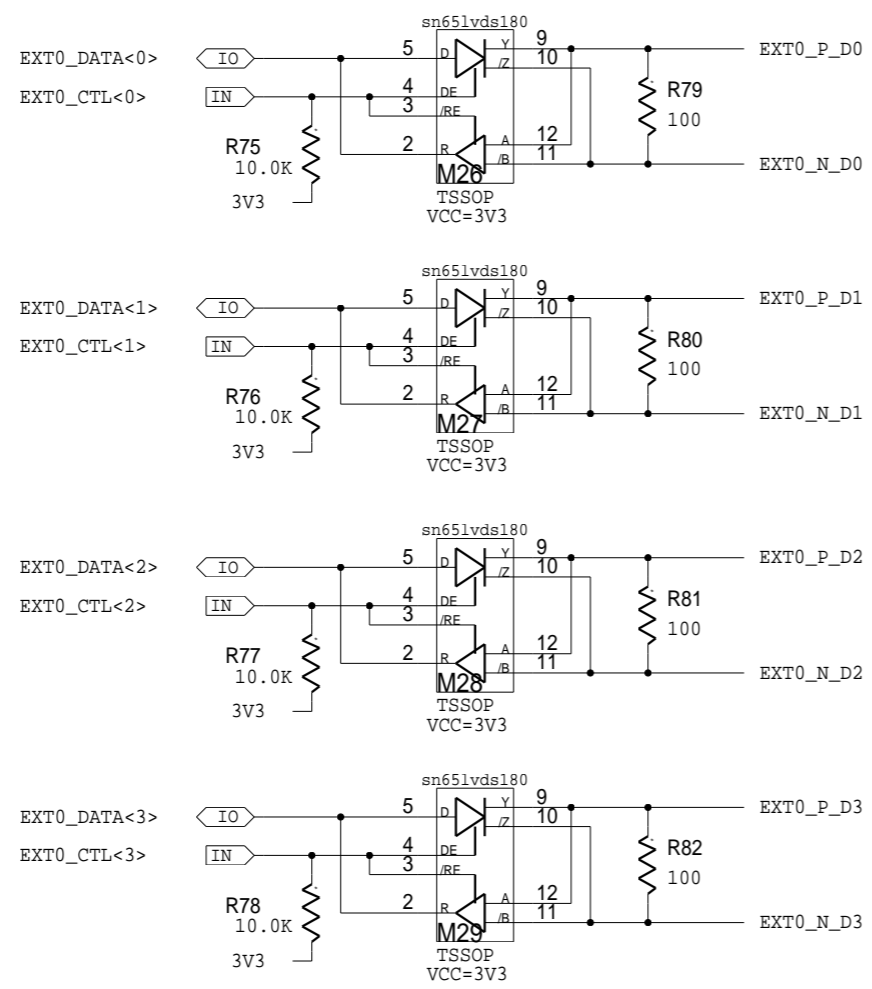 sn65lvds180
EXT0_DATA<0> IO 5 D Y 9 EXT0_P_D0
/Z 10
EXT0_CTL<0> IN 4 DE R79
3 /RE 100
R75 2 R A 12
10.0K M26 /B 11 EXT0_N_D0
3V3 TSSOP
VCC=3V3
sn65lvds180
EXT0_DATA<1> IO 5 D Y 9 EXT0_P_D1
/Z 10
EXT0_CTL<1> IN 4 DE R80
3 /RE 100
R76 2 R A 12
10.0K M27 /B 11 EXT0_N_D1
3V3 TSSOP
VCC=3V3
sn65lvds180
EXT0_DATA<2> IO 5 D Y 9 EXT0_P_D2
/Z 10
EXT0_CTL<2> IN 4 DE R81
3 /RE 100
R77 2 R A 12
10.0K M28 /B 11 EXT0_N_D2
3V3 TSSOP
VCC=3V3
sn65lvds180
EXT0_DATA<3> IO 5 D Y 9 EXT0_P_D3
/Z 10
EXT0_CTL<3> IN 4 DE R82
3 /RE 100
R78 2 R A 12
10.0K M29 /B 11 EXT0_N_D3
3V3 TSSOP
VCC=3V3